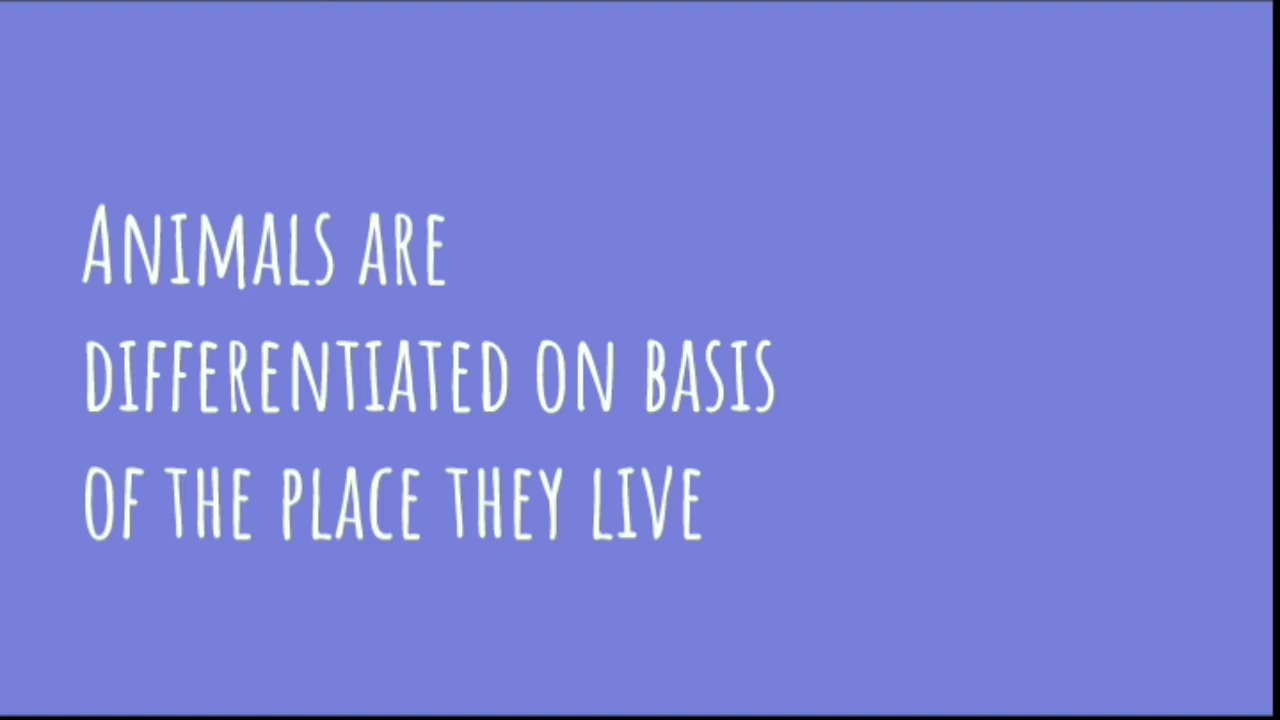 Animals are
differentiated on basis
of the place they live